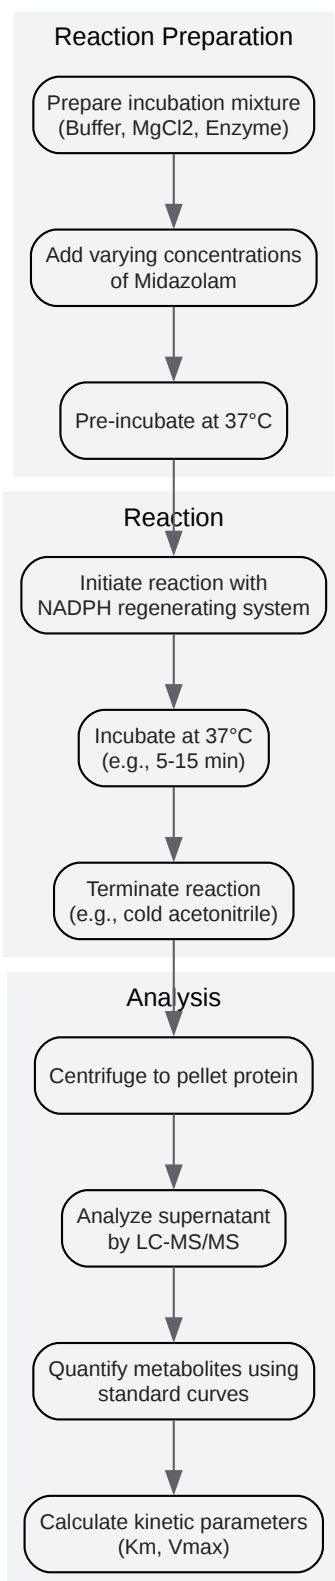 Reaction Preparation
Prepare incubation mixture
(Buffer, MgCl2, Enzyme)
Add varying concentrations
of Midazolam
Pre-incubate at 37°C
Reaction
Initiate reaction with
NADPH regenerating system
Incubate at 37°C
(e.g., 5-15 min)
Terminate reaction
(e.g., cold acetonitrile)
Analysis
Centrifuge to pellet protein
Analyze supernatant
by LC-MS/MS
Quantify metabolites using
standard curves
Calculate kinetic parameters
(Km, Vmax)